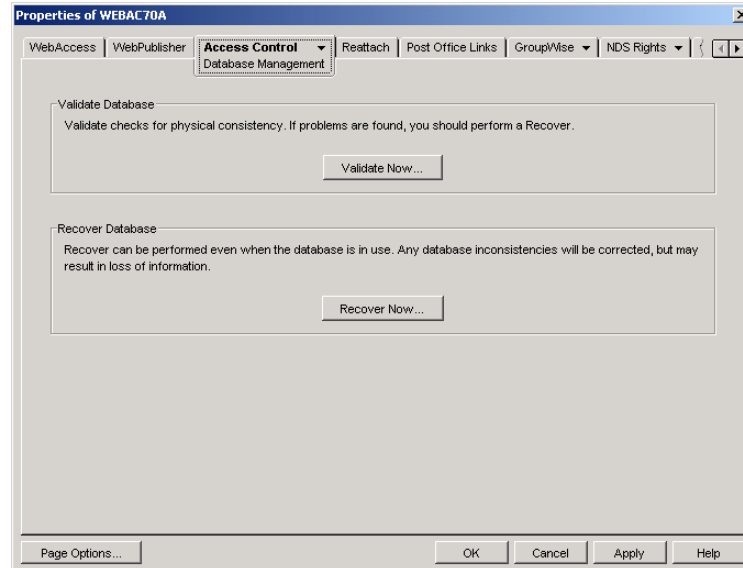 Properties of WEBAC70A
WebAccess WebPublisher Access Control Reattach Post Office Links GroupWise NDS Rights
Database Management
Validate Database
Validate checks for physical consistency. If problems are found, you should perform a Recover.
Validate Now...
Recover Database
Recover can be performed even when the database is in use. Any database inconsistencies will be corrected, but may
result in loss of information.
Recover Now...
Page Options... OK Cancel Apply Help